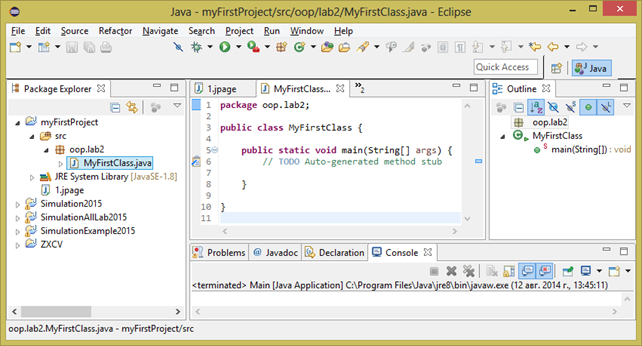 Java - myFirstProject/src/oop/lab2/MyFirstClass.java - Eclipse
File Edit Source Refactor Navigate Search Project Run Window Help
Quick Access
Java
Package Explorer
myFirstProject
src
oop.lab2
MyFirstClass.java
JRE System Library [JavaSE-1.8]
1.jpage
Simulation2015
SimulationAllLab2015
SimulationExample2015
ZXCV
1.jpage
MyFirstClass....
»2
1 package oop.lab2;
2
3 public class MyFirstClass {
4
5 public static void main(String[] args) {
6 // TODO Auto-generated method stub
7
8 }
9
10 }
11
Outline
oop.lab2
MyFirstClass
main(String[]) : void
Problems
@ Javadoc
Declaration
Console
<terminated> Main [Java Application] C:\Program Files\Java\jre8\bin\javaw.exe (12 авг. 2014 г., 13:45:11)
oop.lab2.MyFirstClass.java - myFirstProject/src